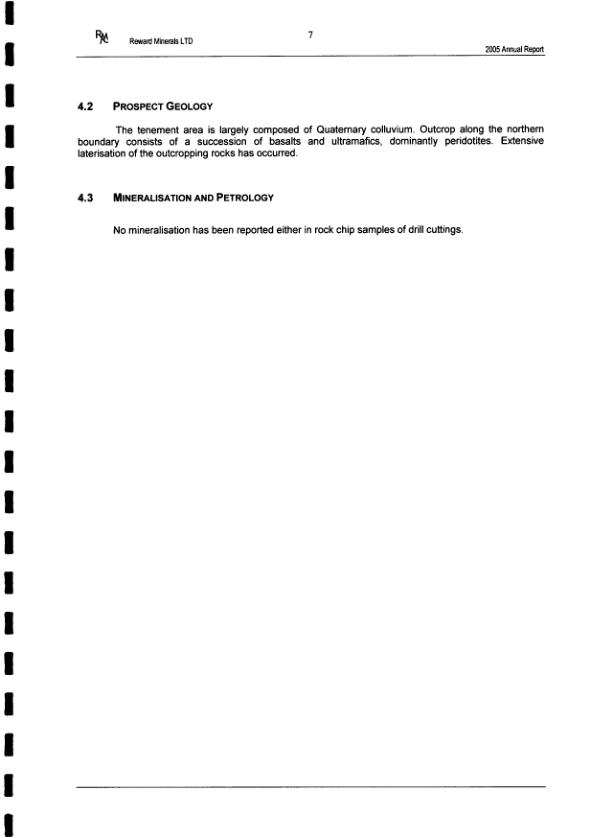 RMC Reward Minerals LTD 7
2005 Annual Report
4.2 PROSPECT GEOLOGY
The tenement area is largely composed of Quaternary colluvium. Outcrop along the northern
boundary consists of a succession of basalts and ultramafics, dominantly peridotites. Extensive
laterisation of the outcropping rocks has occurred.
4.3 MINERALISATION AND PETROLOGY
No mineralisation has been reported either in rock chip samples of drill cuttings.